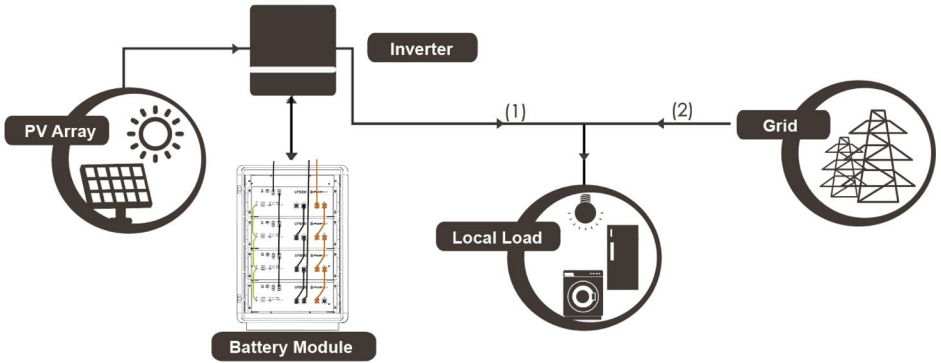 Inverter
(1)
(2)
PV Array
Grid
Local Load
Battery Module